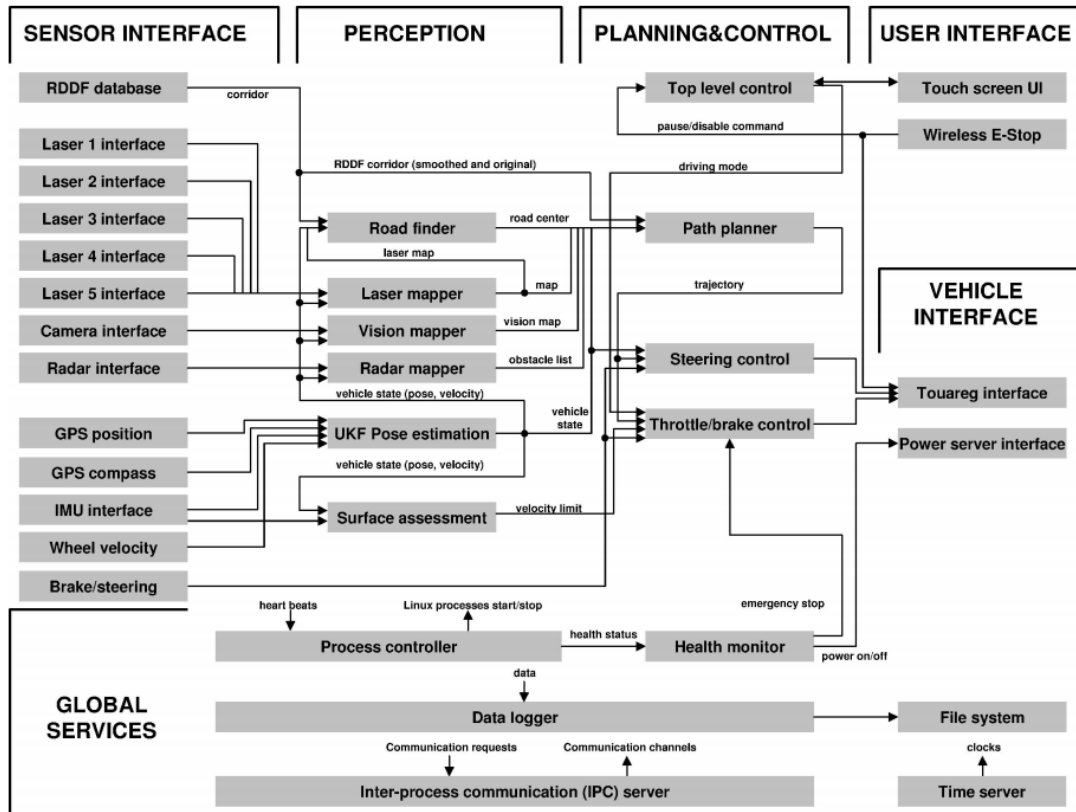 SENSOR INTERFACE
PERCEPTION
PLANNING&CONTROL
USER INTERFACE
RDDF database
corridor
Top level control
Touch screen UI
pause/disable command
Wireless E-Stop
Laser 1 interface
RDDF corridor (smoothed and original)
driving mode
Laser 2 interface
Laser 3 interface
Road finder
road center
Path planner
Laser 4 interface
laser map
Laser 5 interface
Laser mapper
map
trajectory
VEHICLE
INTERFACE
Camera interface
Vision mapper
vision map
Radar interface
Radar mapper
obstacle list
Steering control
Touareg interface
vehicle state (pose, velocity)
vehicle
state
GPS position
UKF Pose estimation
Throttle/brake control
Power server interface
GPS compass
vehicle state (pose, velocity)
IMU interface
Surface assessment
velocity limit
Wheel velocity
Brake/steering
heart beats
Linux processes start/stop
emergency stop
Process controller
health status
Health monitor
power on/off
data
GLOBAL
SERVICES
Data logger
File system
Communication requests
Communication channels
clocks
Inter-process communication (IPC) server
Time server